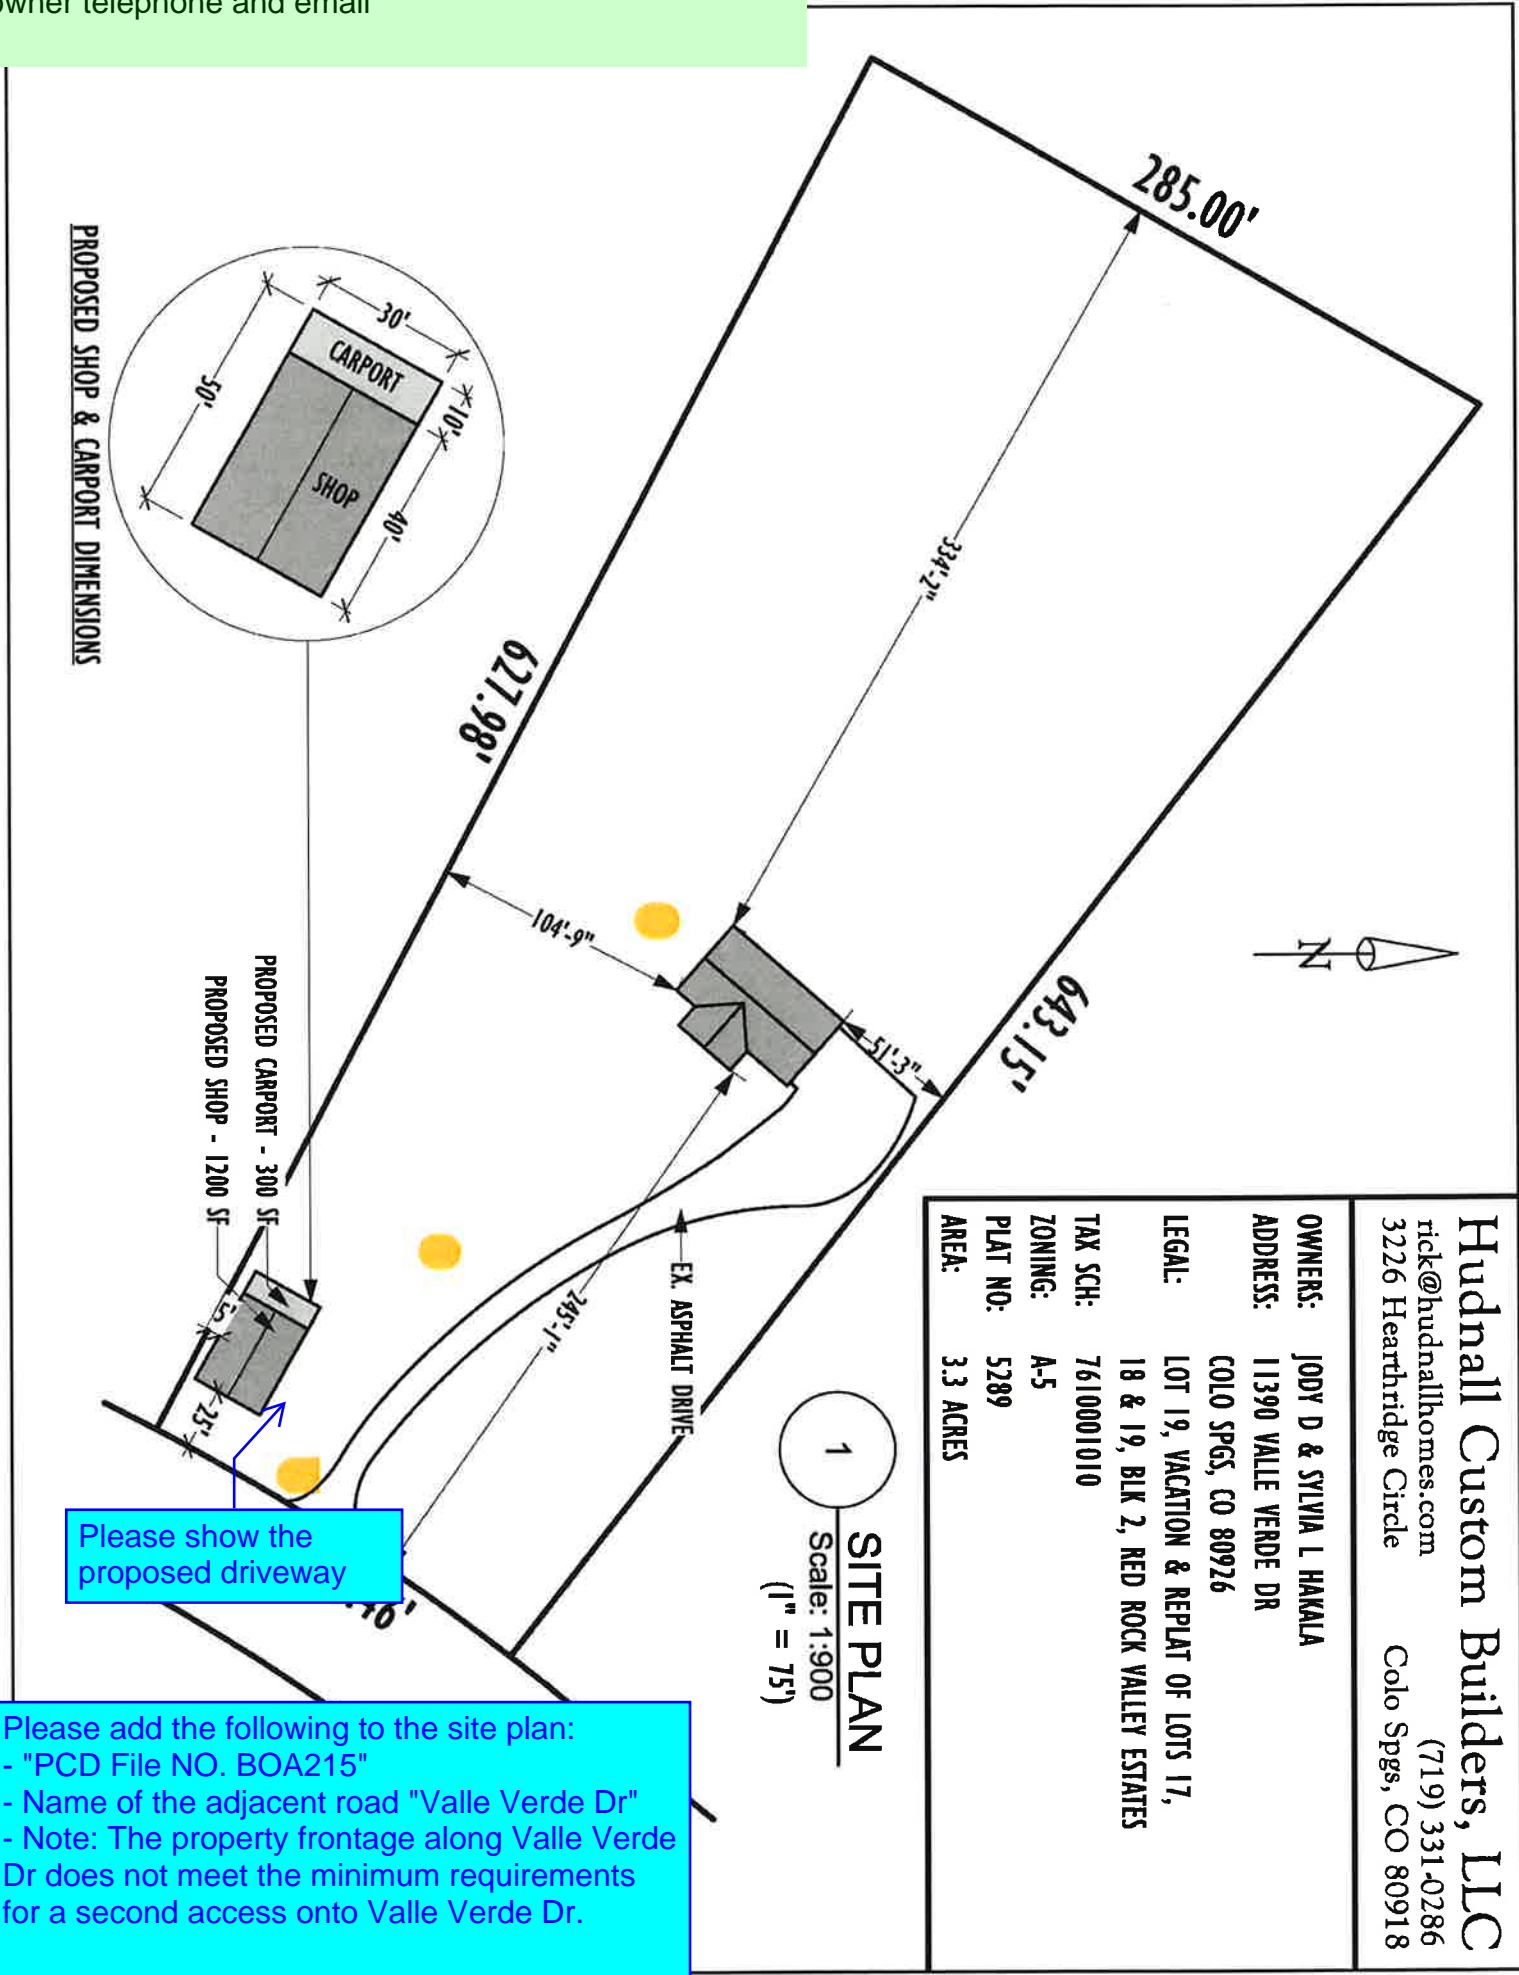 owner telephone and email
Hudnall Custom Builders, LLC
rick@hudnallhomes.com (719) 331-0286
3226 Hearthridge Circle Colo Spgs, CO 80918
OWNERS: JODY D & SYLVIA L HAKALA
ADDRESS: 11390 VALLE VERDE DR
COLO SPGS, CO 80926
LEGAL: LOT 19, VACATION & REPLAT OF LOTS 17,
18 & 19, BLK 2, RED ROCK VALLEY ESTATES
TAX SCH: 7610001010
ZONING: A-5
PLAT NO: 5289
AREA: 3.3 ACRES
285.00'
334'-2"
643.15'
627.98'
104'-9"
51'-3"
245'-1"
EX. ASPHALT DRIVE
N
1
SITE PLAN
Scale: 1:900
(1" = 75')
30'
10'
CARPORT
50'
SHOP
40'
PROPOSED SHOP & CARPORT DIMENSIONS
PROPOSED CARPORT - 300 SF
PROPOSED SHOP - 1200 SF
5'
25'
Please show the
proposed driveway
Please add the following to the site plan:
- "PCD File NO. BOA215"
- Name of the adjacent road "Valle Verde Dr"
- Note: The property frontage along Valle Verde
Dr does not meet the minimum requirements
for a second access onto Valle Verde Dr.